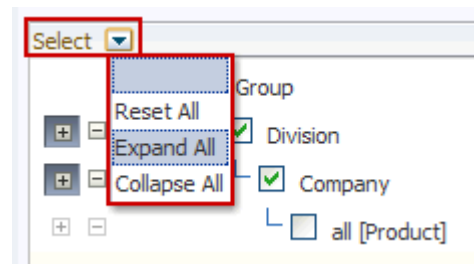 Select
Group
Reset All
Division
Expand All
Collapse All
Company
all [Product]